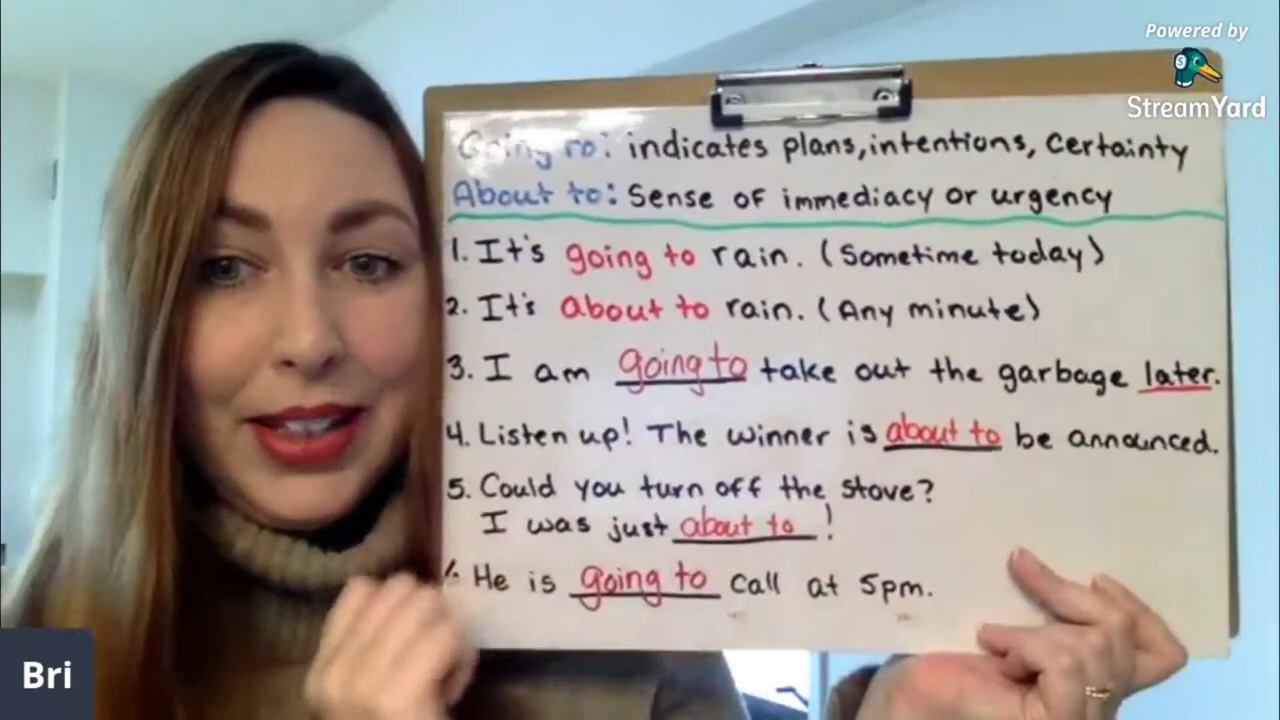 Powered by
StreamYard
Going to: indicates plans, intentions, certainty
About to: Sense of immediacy or urgency
1. It's going to rain. (Sometime today)
2. It's about to rain. (Any minute)
3. I am going to take out the garbage later.
4. Listen up! The winner is about to be announced.
5. Could you turn off the stove?
I was just about to!
6. He is going to call at 5pm.
Bri